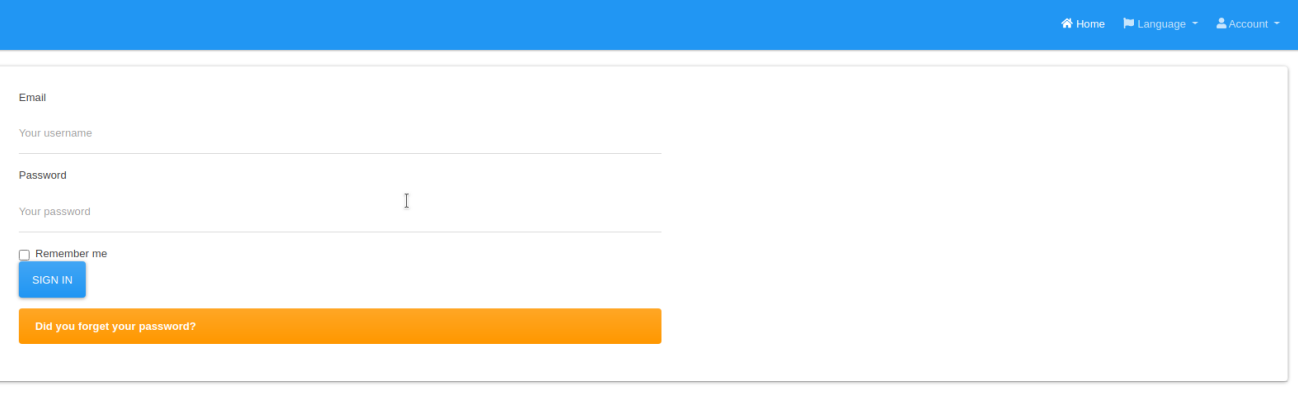 Home Language Account
Email
Your username
Password
Your password
Remember me
SIGN IN
Did you forget your password?